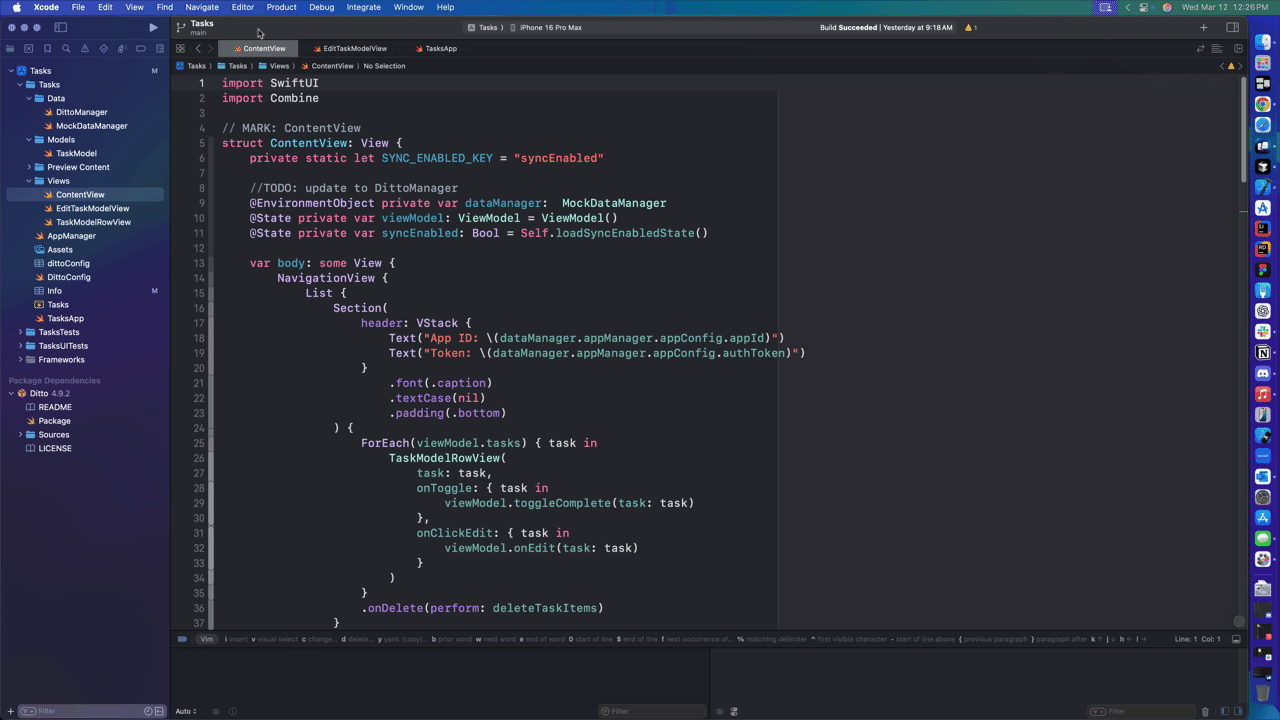 Xcode File Edit View Find Navigate Editor Product Debug Integrate Window Help Wed Mar 12 12:26 PM
Tasks
main
Tasks iPhone 16 Pro Max
Build Succeeded | Yesterday at 9:18 AM
1
ContentView
EditTaskModelView
TasksApp
Tasks
Tasks
Views
ContentView
No Selection
Tasks M
Tasks
Data
DittoManager
MockDataManager
Models
TaskModel
Preview Content
Views
ContentView
EditTaskModelView
TaskModelRowView
AppManager
Assets
dittoConfig
DittoConfig
Info M
Tasks
TasksApp
TasksTests
TasksUITests
Frameworks
Package Dependencies
Ditto 4.9.2
README
Package
Sources
LICENSE
Filter
1 import SwiftUI
2 import Combine
3
4 // MARK: ContentView
5 struct ContentView: View {
6 private static let SYNC_ENABLED_KEY = "syncEnabled"
7
8 //TODO: update to DittoManager
9 @EnvironmentObject private var dataManager:  MockDataManager
10 @State private var viewModel: ViewModel = ViewModel()
11 @State private var syncEnabled: Bool = Self.loadSyncEnabledState()
12
13 var body: some View {
14 NavigationView {
15 List {
16 Section(
17 header: VStack {
18 Text("App ID: \(dataManager.appManager.appConfig.appId)")
19 Text("Token: \(dataManager.appManager.appConfig.authToken)")
20 }
21 .font(.caption)
22 .textCase(nil)
23 .padding(.bottom)
24 ) {
25 ForEach(viewModel.tasks) { task in
26 TaskModelRowView(
27 task: task,
28 onToggle: { task in
29 viewModel.toggleComplete(task: task)
30 },
31 onClickEdit: { task in
32 viewModel.onEdit(task: task)
33 }
34 )
35 }
36 .onDelete(perform: deleteTaskItems)
37 }
Vim i insert v visual select c change... d delete... y yank (copy)... b prior word w next word e end of word 0 start of line $ end of line f next occurrence of... % matching delimiter ^ first visible character - start of line above { previous paragraph } paragraph after k ↑ j ↓ h ← l → Line: 1 Col: 1
Auto
Filter
Filter